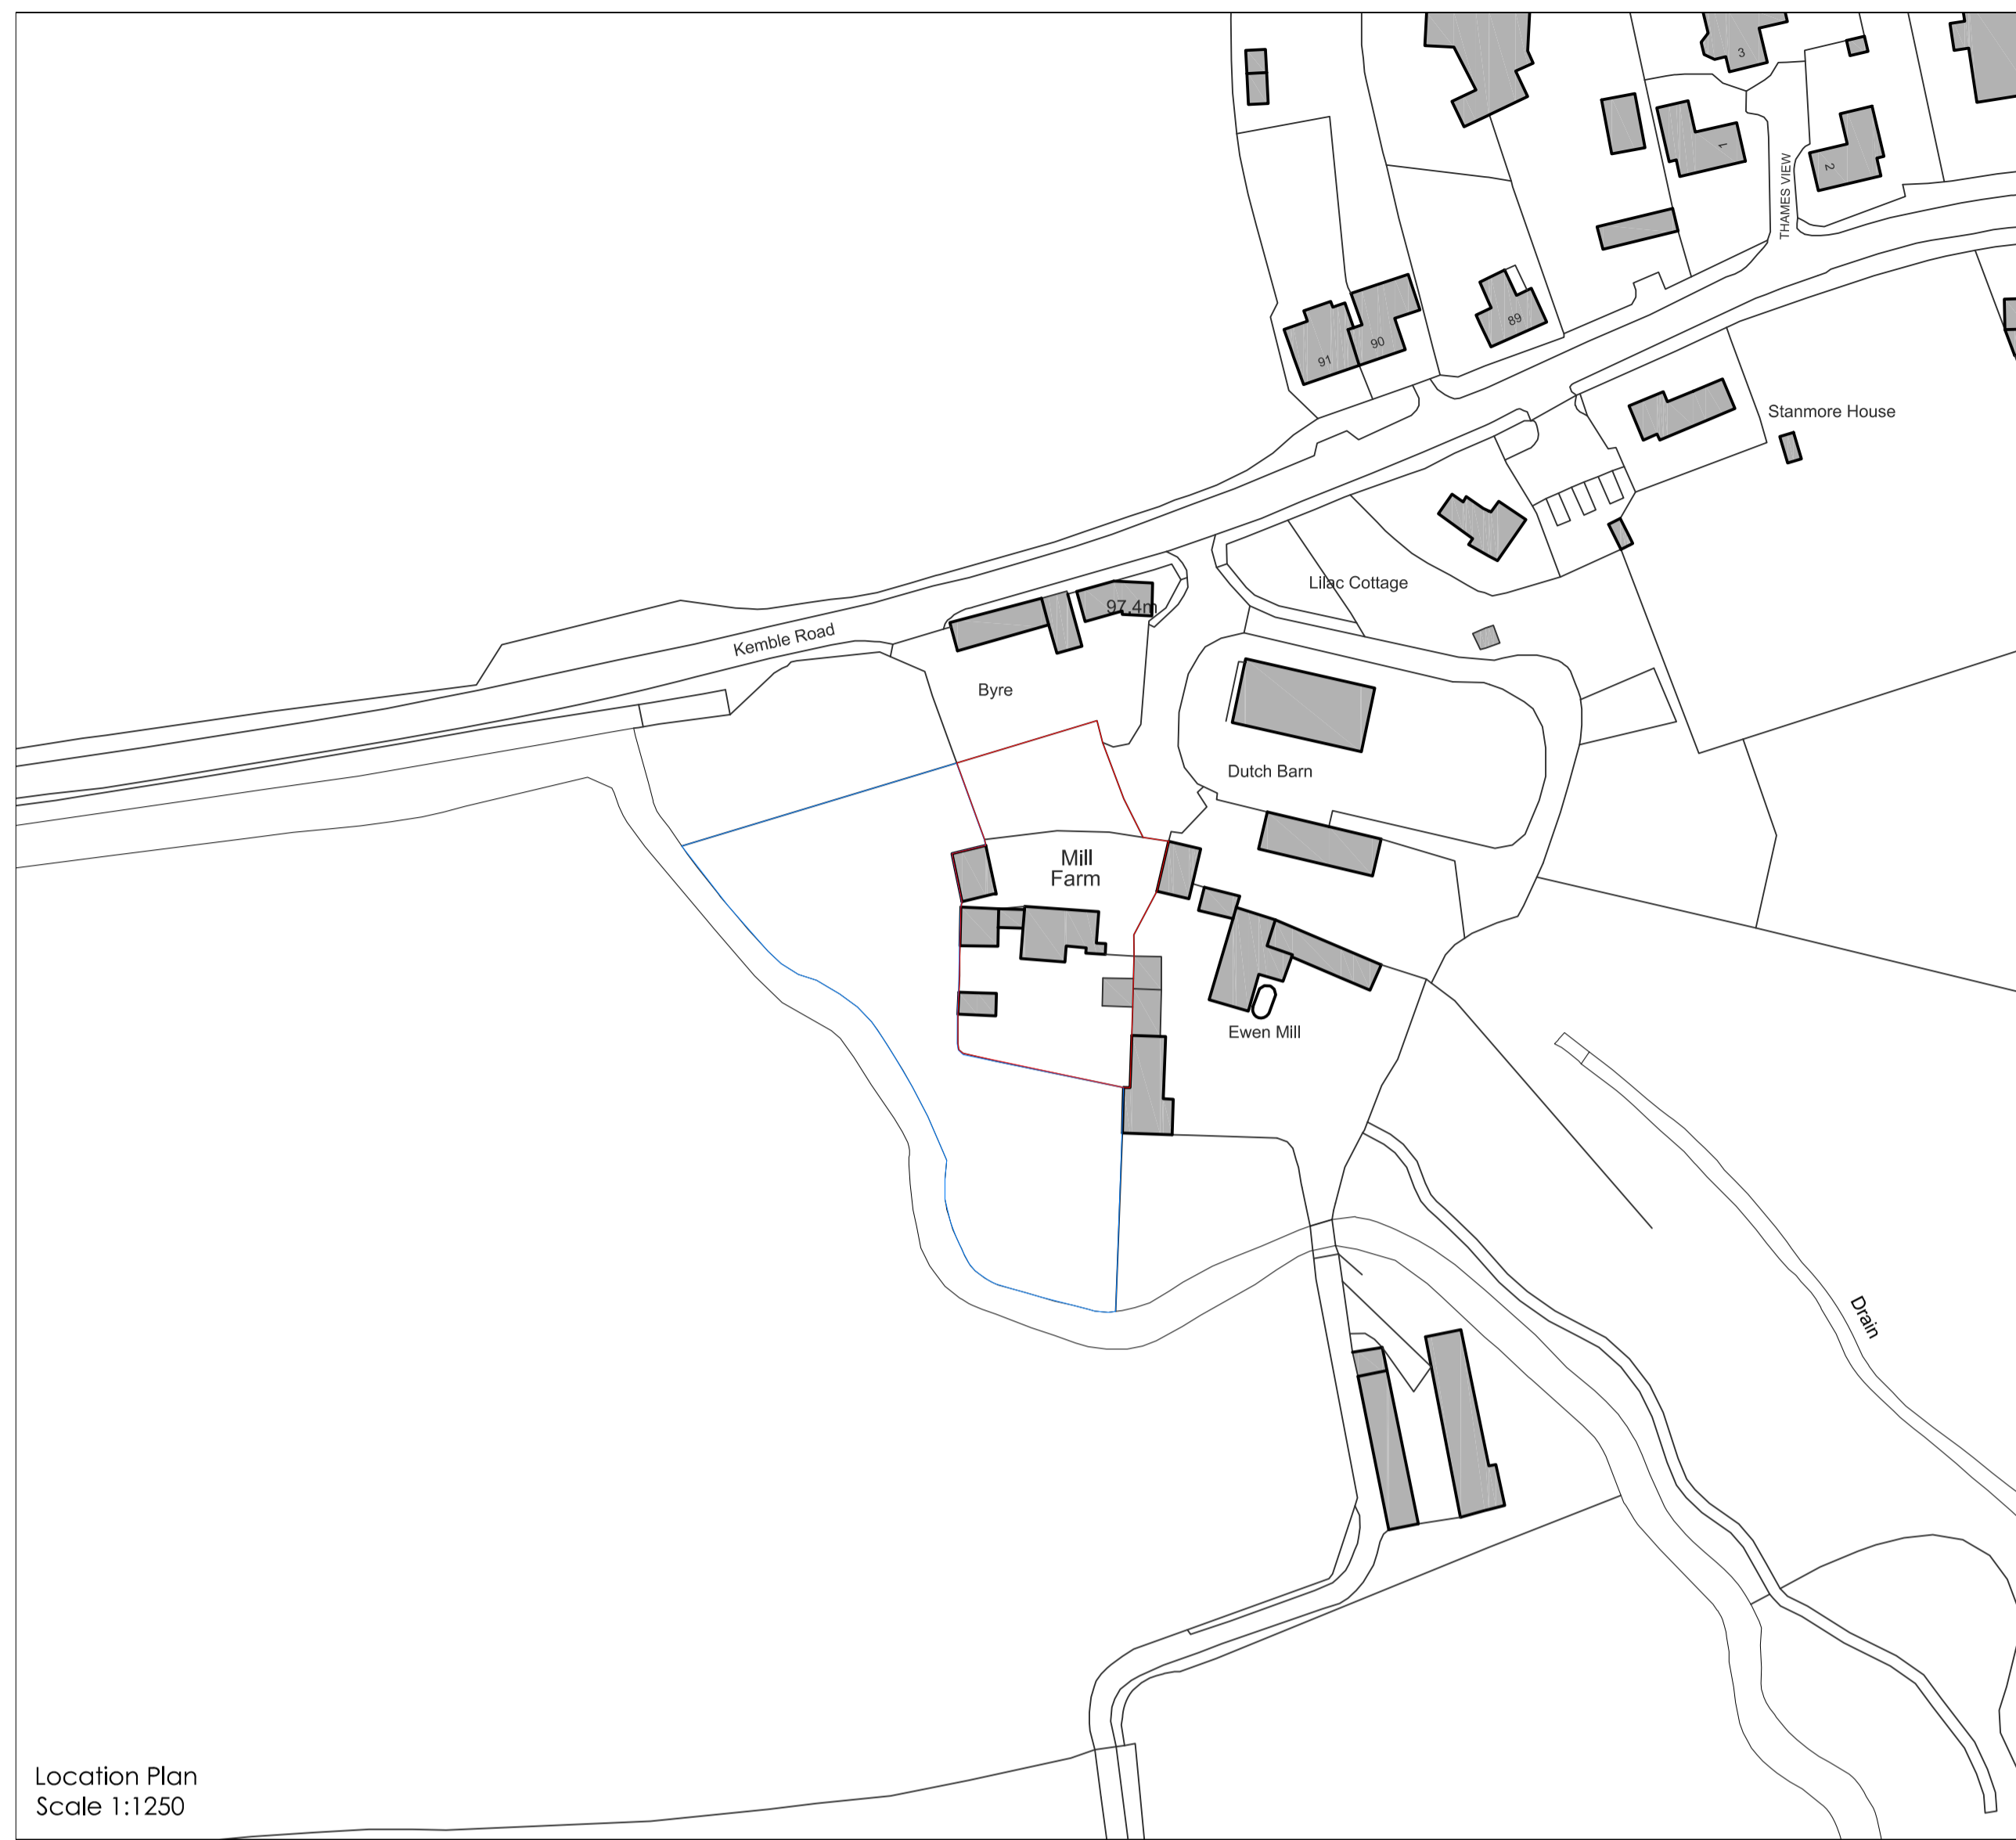 3
1
2
THAMES VIEW
89
90
91
Stanmore House
Lilac Cottage
97.4m
Kemble Road
Byre
Dutch Barn
Mill
Farm
Ewen Mill
Drain
Location Plan
Scale 1:1250